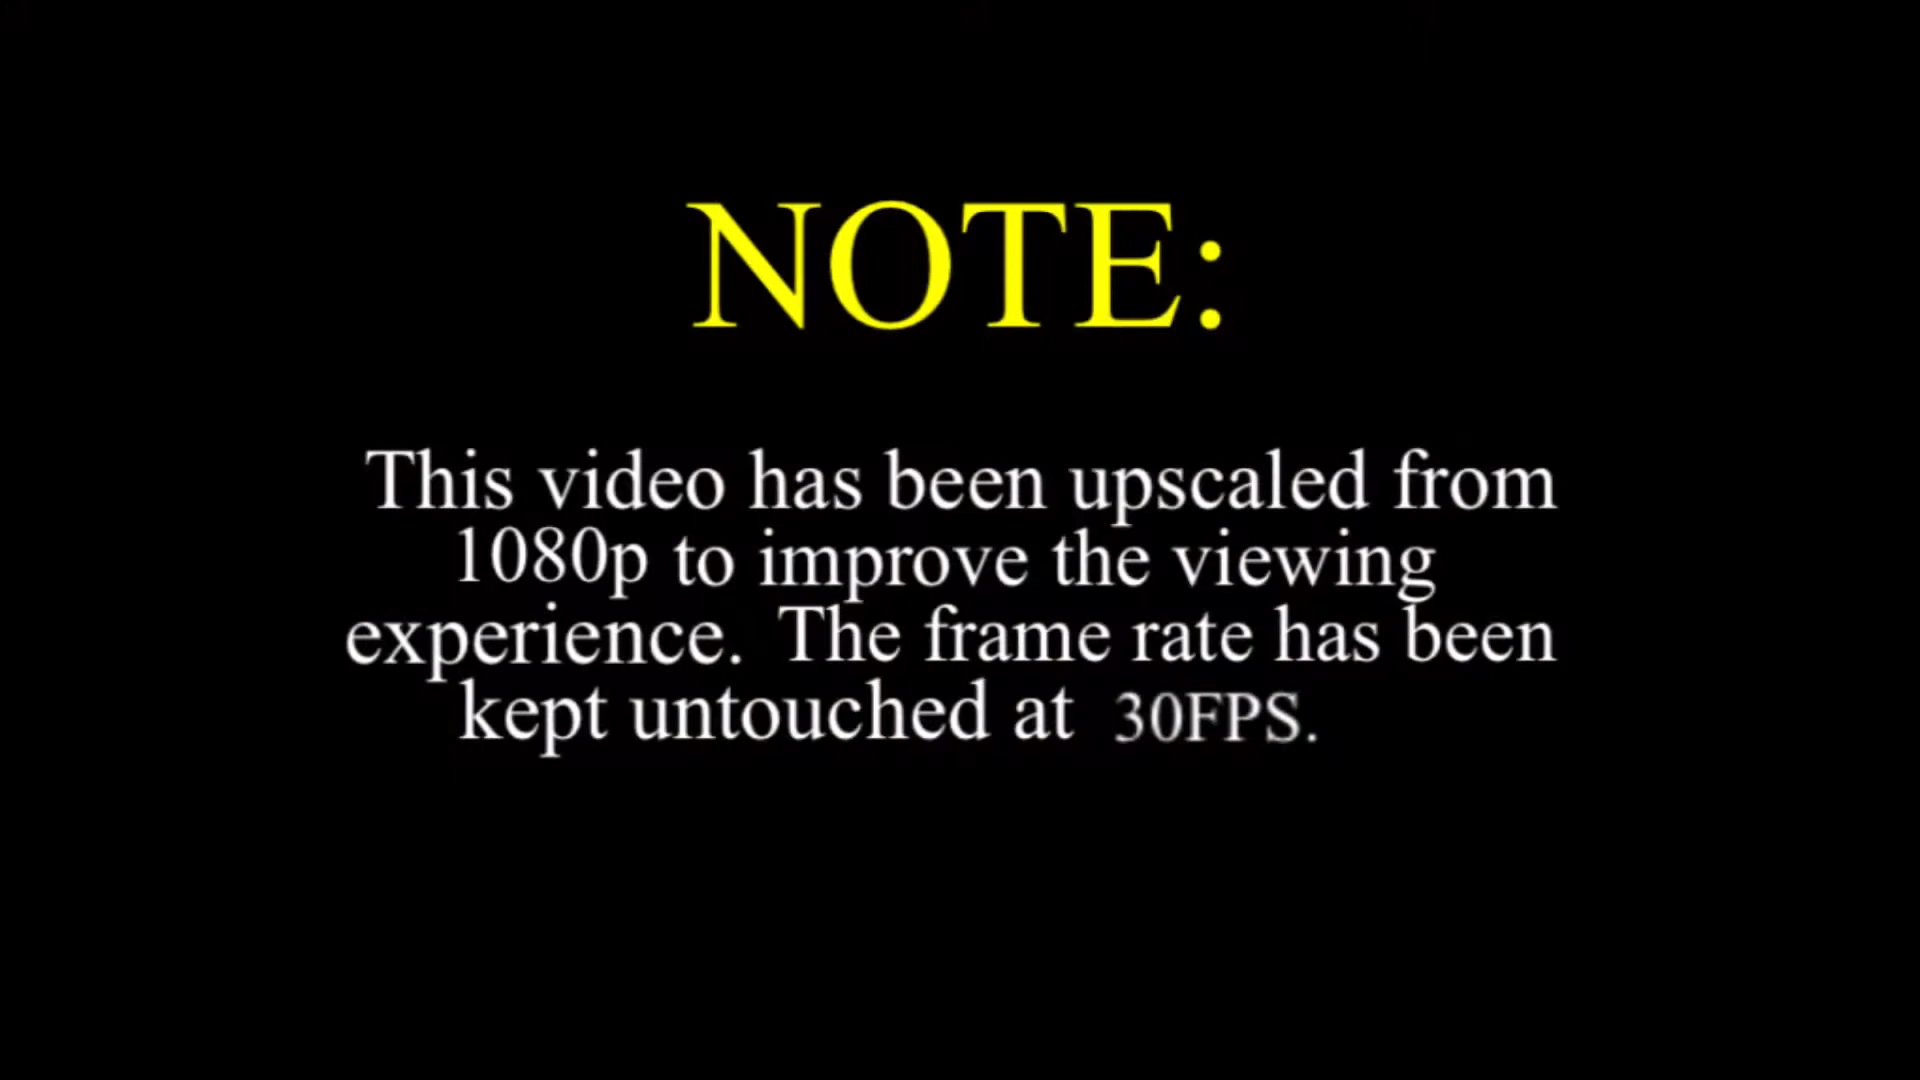 NOTE:
This video has been upscaled from
1080p to improve the viewing
experience. The frame rate has been
kept untouched at 30FPS.